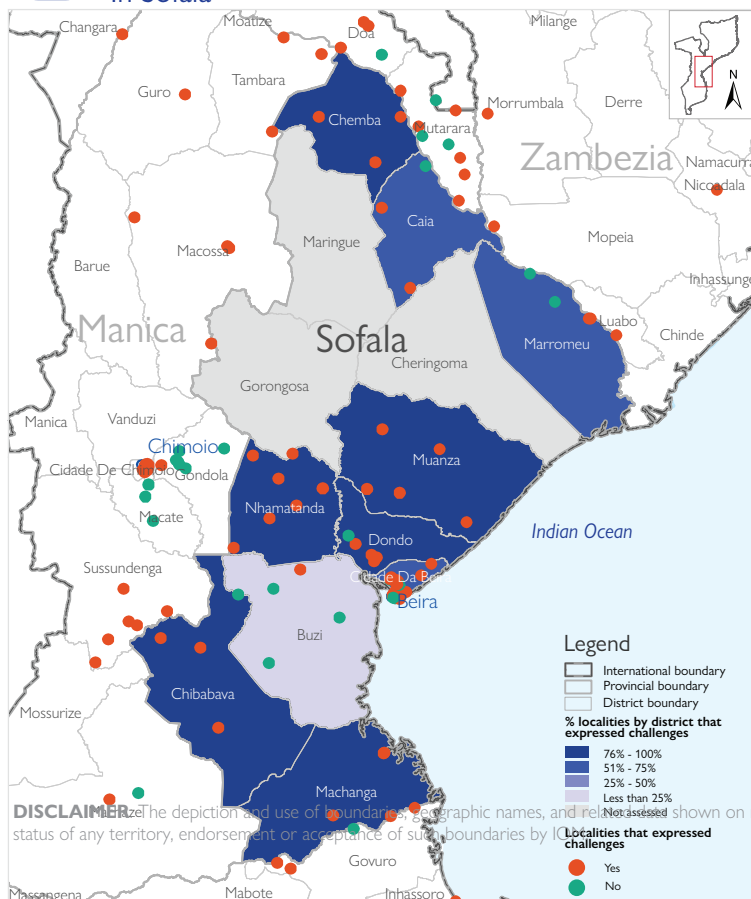 in Sofala
Changara
Moatize
Doa
Milange
N
Guro
Tambara
Chemba
Mutarara
Morrumbala
Derre
Zambezia
Namacurra
Nicoadala
Caia
Maringue
Mopeia
Macossa
Barue
Inhassunge
Manica
Luabo
Chinde
Sofala
Marromeu
Cheringoma
Gorongosa
Manica
Vanduzi
Chimoio
Cidade De Chimoio
Gondola
Muanza
Nhamatanda
Macate
Dondo
Indian Ocean
Sussundenga
Cidade Da Beira
Beira
Buzi
Legend
International boundary
Provincial boundary
District boundary
Chibabava
Mossurize
% localities by district that
expressed challenges
76% - 100%
51% - 75%
25% - 50%
Less than 25%
Not assessed
Machanga
DISCLAIMER: The depiction and use of boundaries, geographic names, and related data shown on
status of any territory, endorsement or acceptance of such boundaries by IOM
Localities that expressed
challenges
Yes
No
Govuro
Massangena
Mabote
Inhassoro